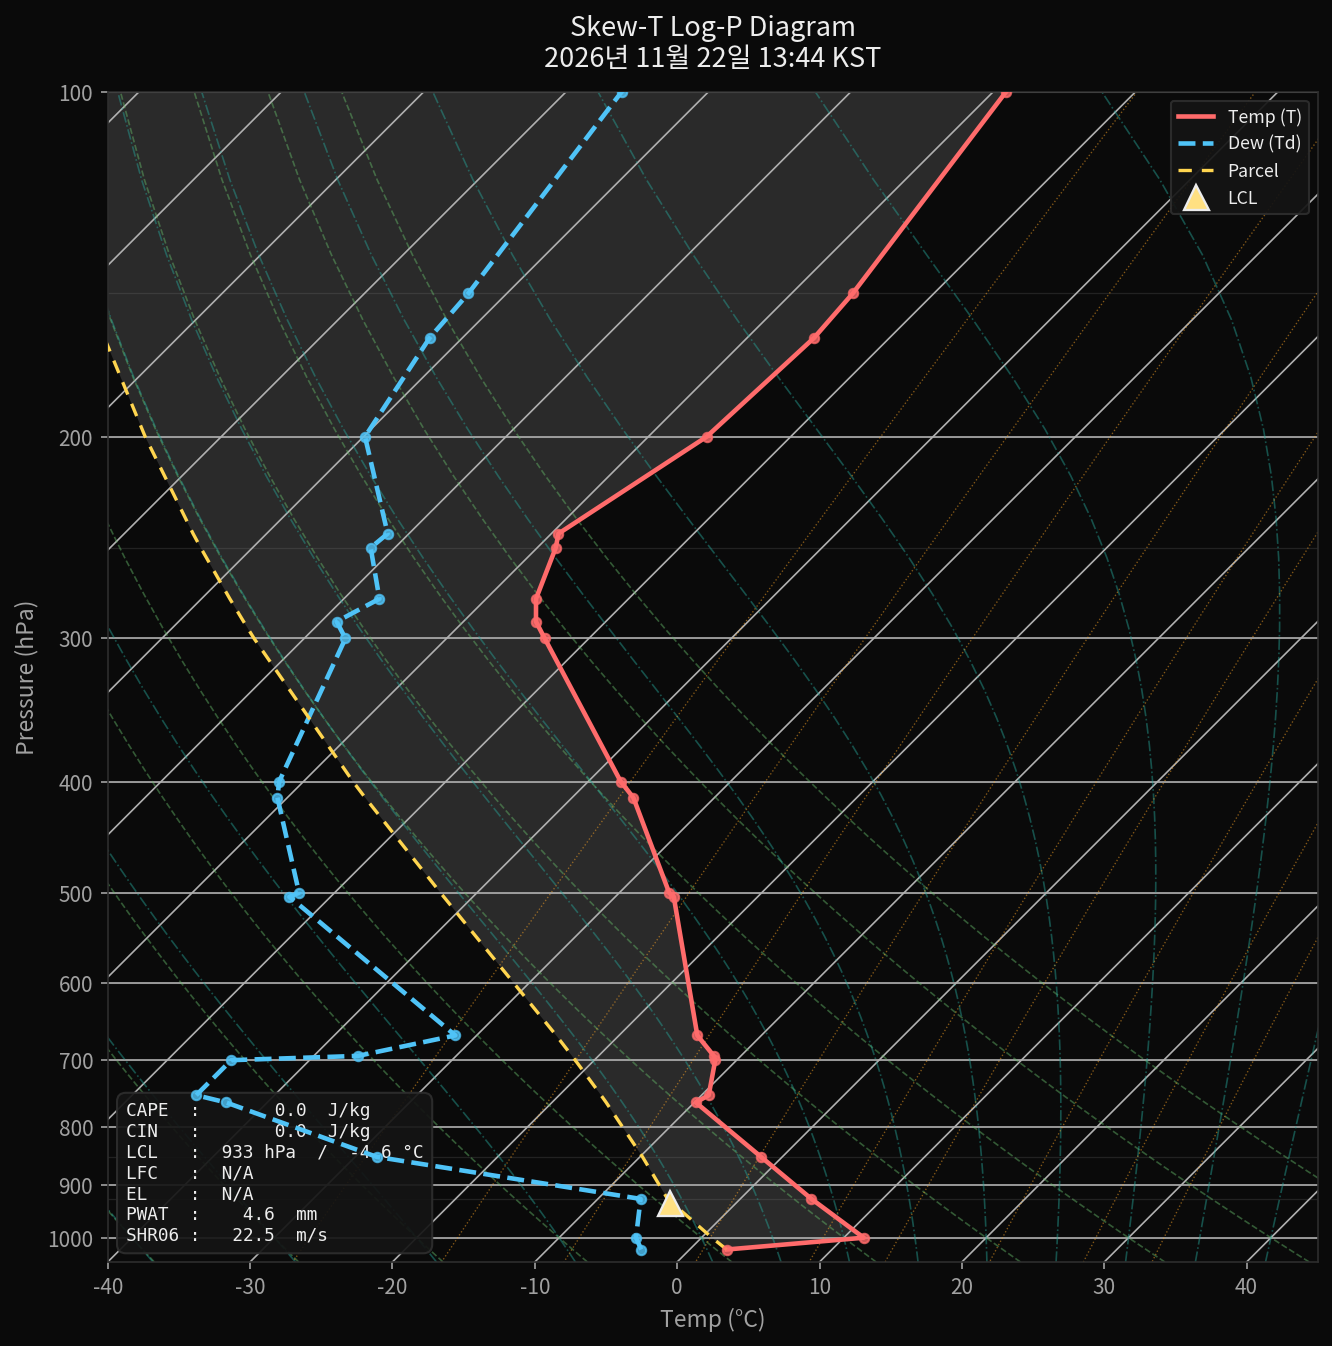 Skew-T Log-P Diagram
2026년 11월 22일 13:44 KST
Temp (T)
Dew (Td)
Parcel
LCL
Pressure (hPa)
100
200
300
400
500
600
700
800
900
1000
CAPE : 0.0 J/kg
CIN : 0.0 J/kg
LCL : 933 hPa / -4.6 °C
LFC : N/A
EL : N/A
PWAT : 4.6 mm
SHR06 : 22.5 m/s
-40 -30 -20 -10 0 10 20 30 40
Temp (°C)